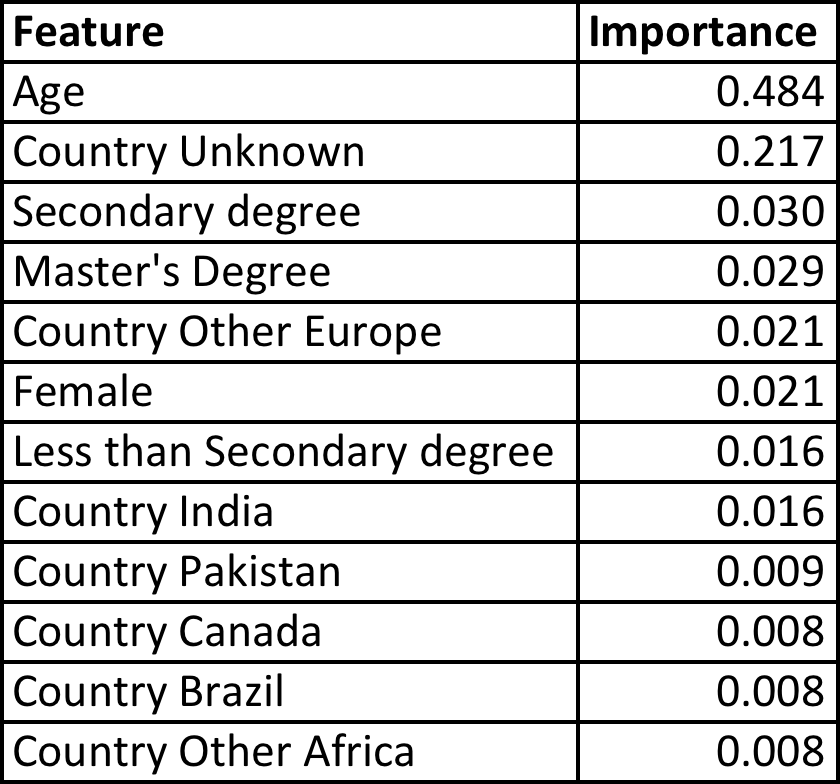 Feature Importance
Age 0.484
Country Unknown 0.217
Secondary degree 0.030
Master's Degree 0.029
Country Other Europe 0.021
Female 0.021
Less than Secondary degree 0.016
Country India 0.016
Country Pakistan 0.009
Country Canada 0.008
Country Brazil 0.008
Country Other Africa 0.008